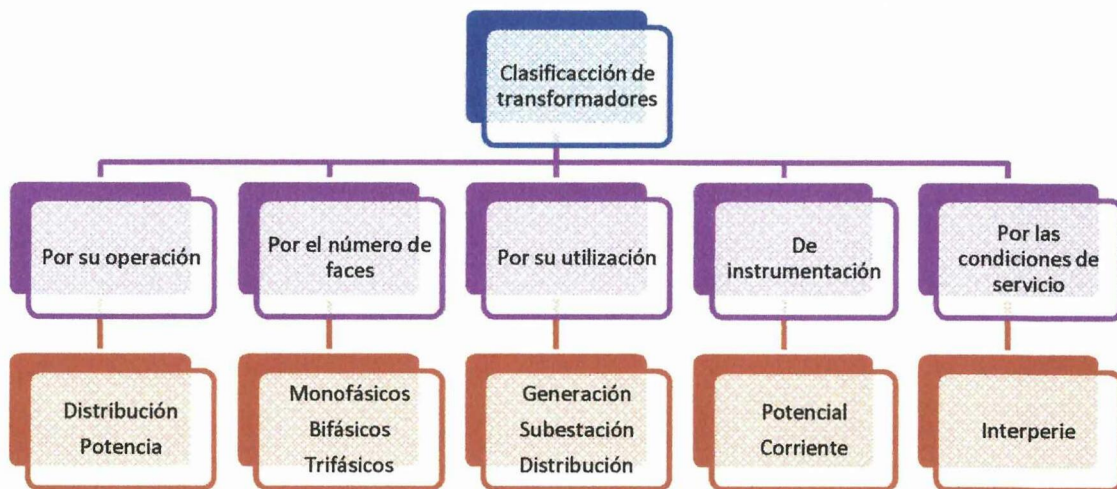 Clasificacción de
transformadores
Por su operación
Por el número de
faces
Por su utilización
De
instrumentación
Por las
condiciones de
servicio
Distribución
Potencia
Monofásicos
Bifásicos
Trifásicos
Generación
Subestación
Distribución
Potencial
Corriente
Interperie